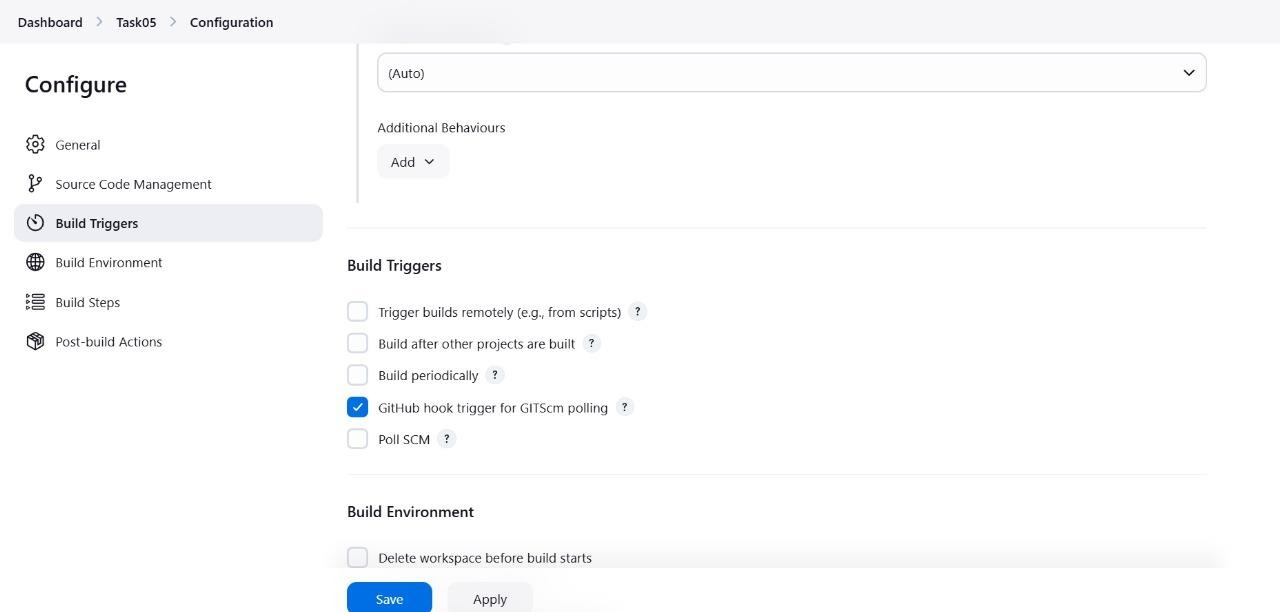 Dashboard > Task05 > Configuration
Configure
General
Source Code Management
Build Triggers
Build Environment
Build Steps
Post-build Actions
(Auto)
Additional Behaviours
Add
Build Triggers
Trigger builds remotely (e.g., from scripts) ?
Build after other projects are built ?
Build periodically ?
GitHub hook trigger for GITScm polling ?
Poll SCM ?
Build Environment
Delete workspace before build starts
Save
Apply